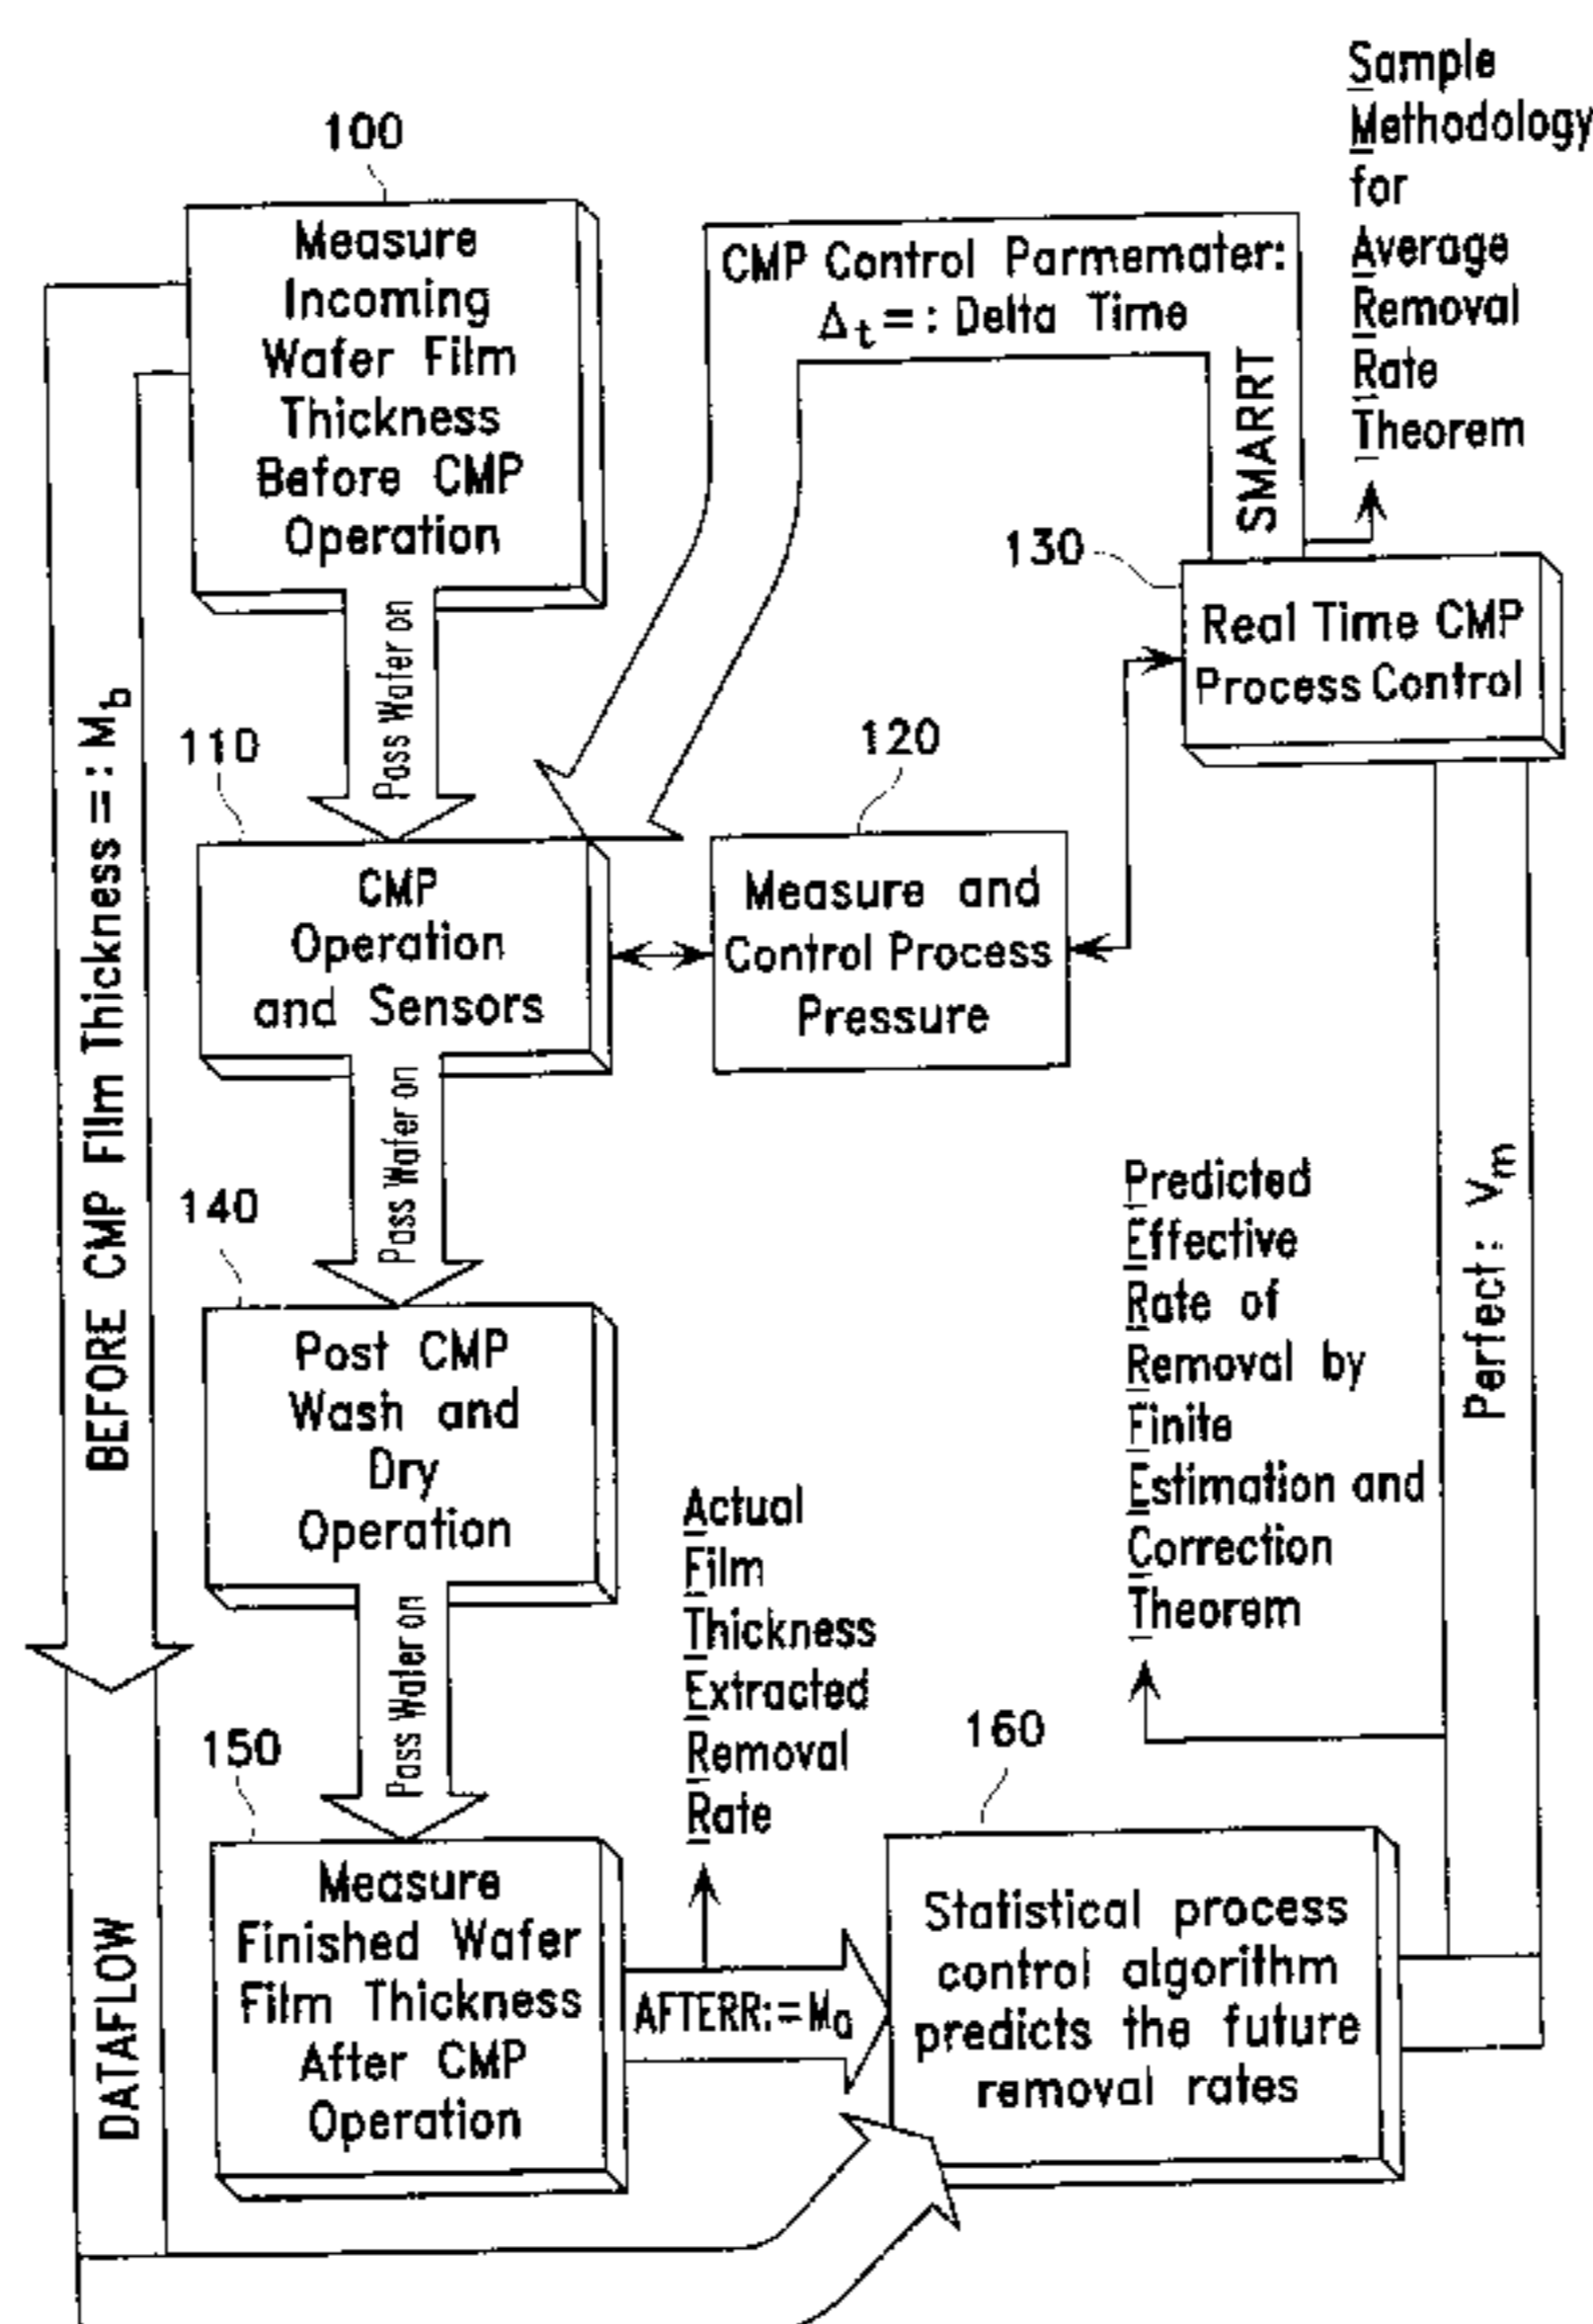 100
Measure
Incoming
Wafer Film
Thickness
Before CMP
Operation
CMP Control Parmemater:
Δt=: Delta Time
SMARRT
Sample
Methodology
for
Average
Removal
Rate
Theorem
130
Real Time CMP
Process Control
Pass Wafer on
BEFORE CMP Film Thickness=: Mb
110
CMP
Operation
and Sensors
120
Measure and
Control Process
Pressure
Pass Wafer on
140
Post CMP
Wash and
Dry
Operation
Predicted
Effective
Rate of
Removal by
Finite
Estimation and
Correction
Theorem
Perfect: Vm
Pass Wafer on
Actual
Film
Thickness
Extracted
Removal
Rate
150
Measure
Finished Wafer
Film Thickness
After CMP
Operation
AFTERR:=Ma
160
Statistical process
control algorithm
predicts the future
removal rates
DATAFLOW